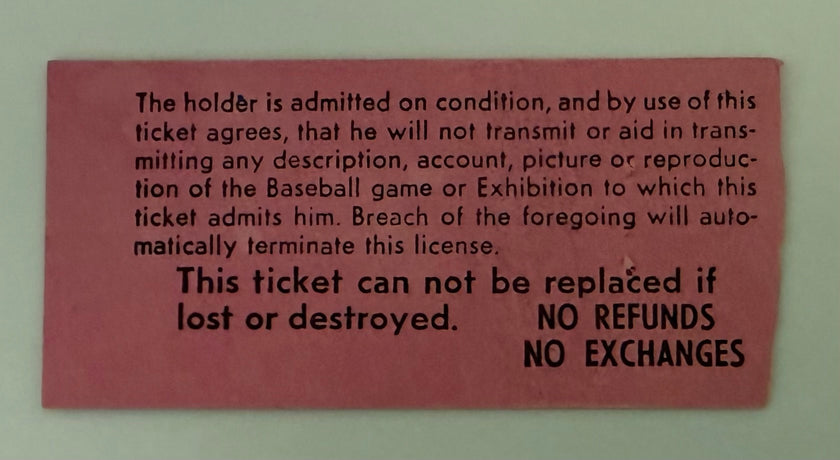 The holder is admitted on condition, and by use of this
ticket agrees, that he will not transmit or aid in trans-
mitting any description, account, picture or reproduc-
tion of the Baseball game or Exhibition to which this
ticket admits him. Breach of the foregoing will auto-
matically terminate this license.
This ticket can not be replaced if
lost or destroyed. NO REFUNDS
NO EXCHANGES